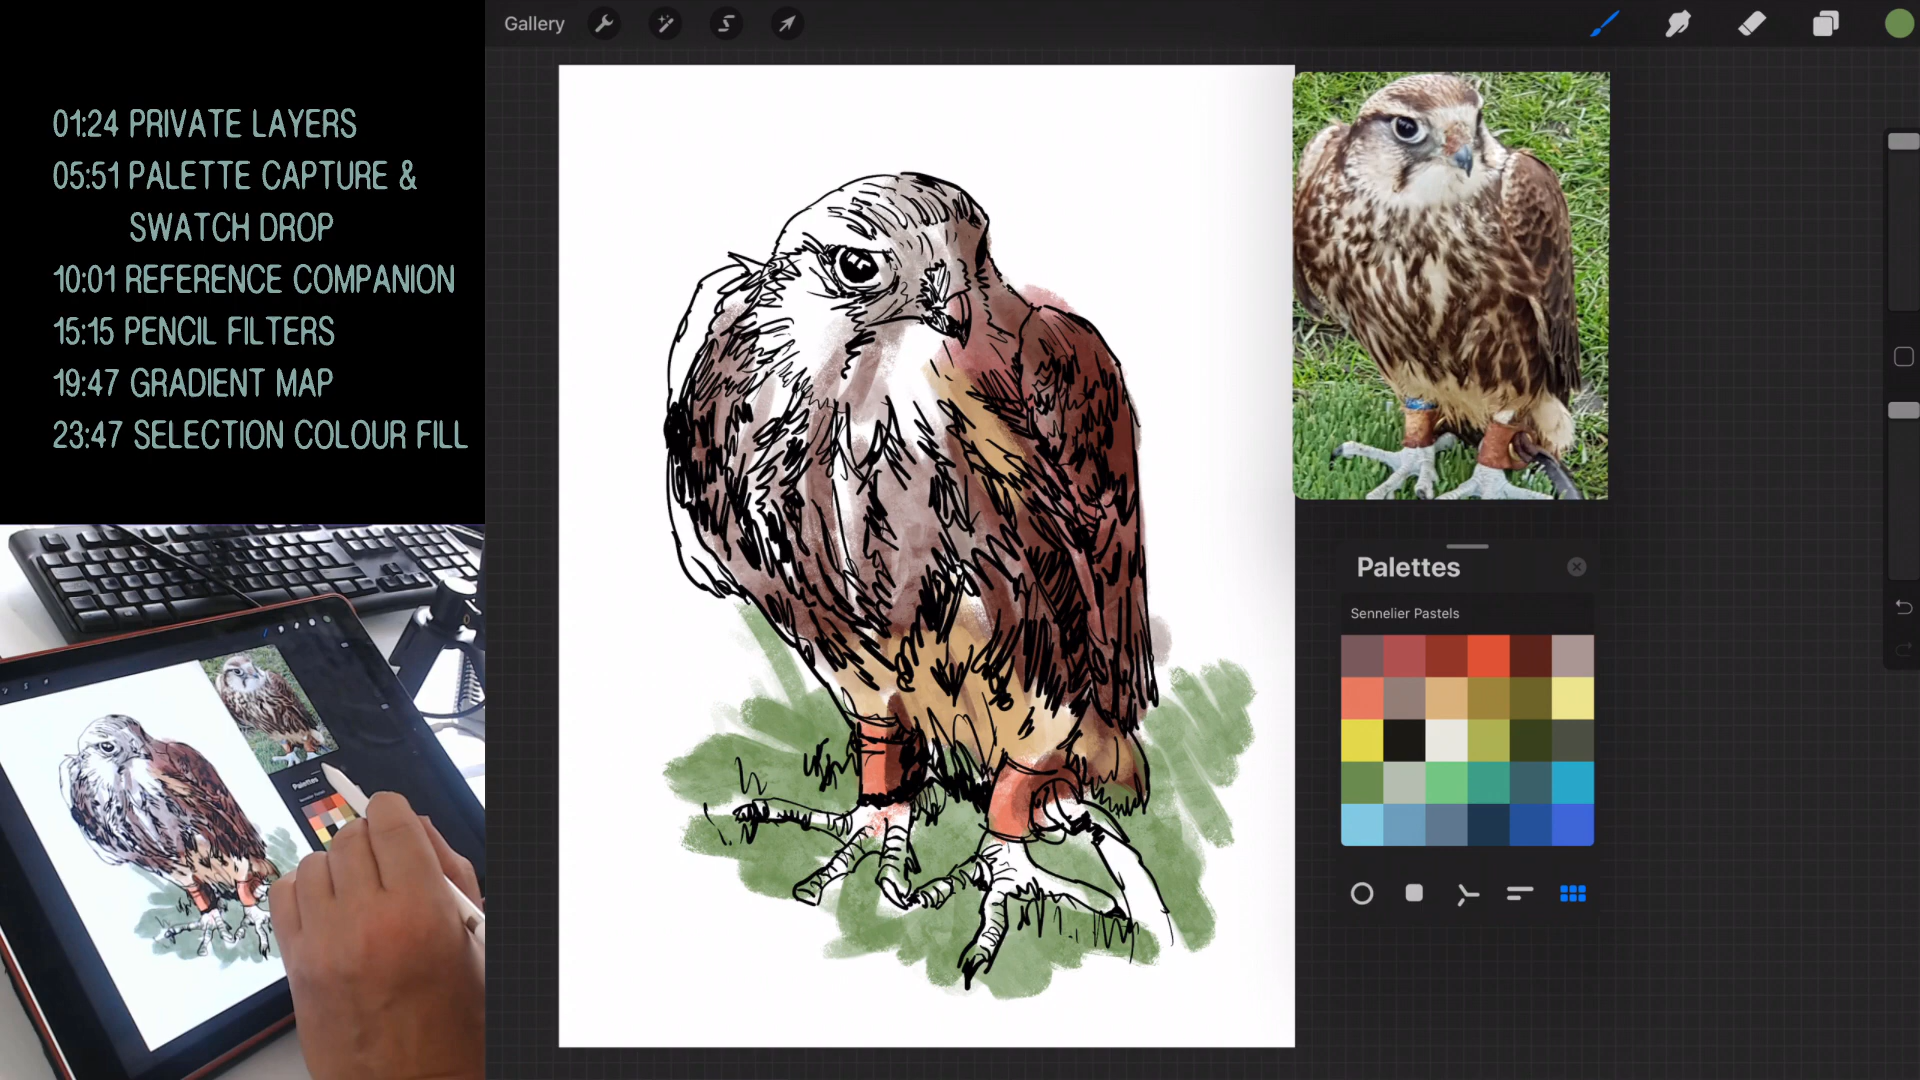 01:24 PRIVATE LAYERS
05:51 PALETTE CAPTURE &
SWATCH DROP
10:01 REFERENCE COMPANION
15:15 PENCIL FILTERS
19:47 GRADIENT MAP
23:47 SELECTION COLOUR FILL
Gallery
Palettes
Sennelier Pastels
Palettes